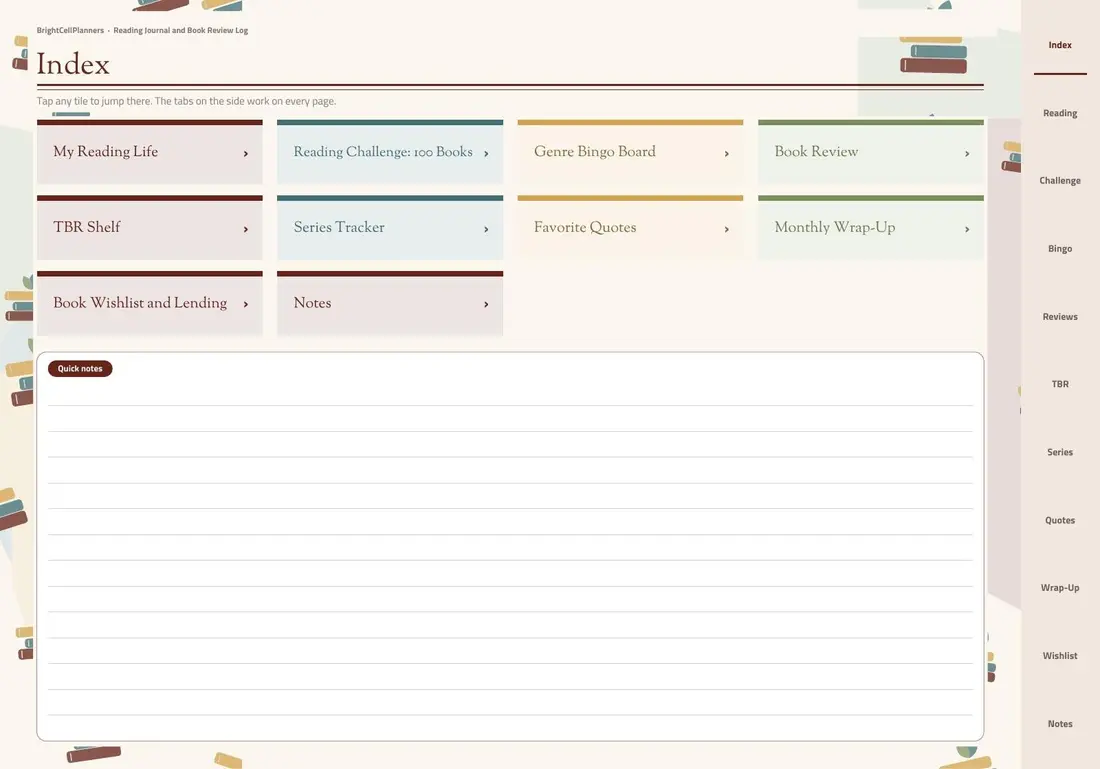 BrightCellPlanners · Reading Journal and Book Review Log
Index
Tap any tile to jump there. The tabs on the side work on every page.
My Reading Life ›
Reading Challenge: 100 Books ›
Genre Bingo Board ›
Book Review ›
TBR Shelf ›
Series Tracker ›
Favorite Quotes ›
Monthly Wrap-Up ›
Book Wishlist and Lending ›
Notes ›
Quick notes
Index
Reading
Challenge
Bingo
Reviews
TBR
Series
Quotes
Wrap-Up
Wishlist
Notes